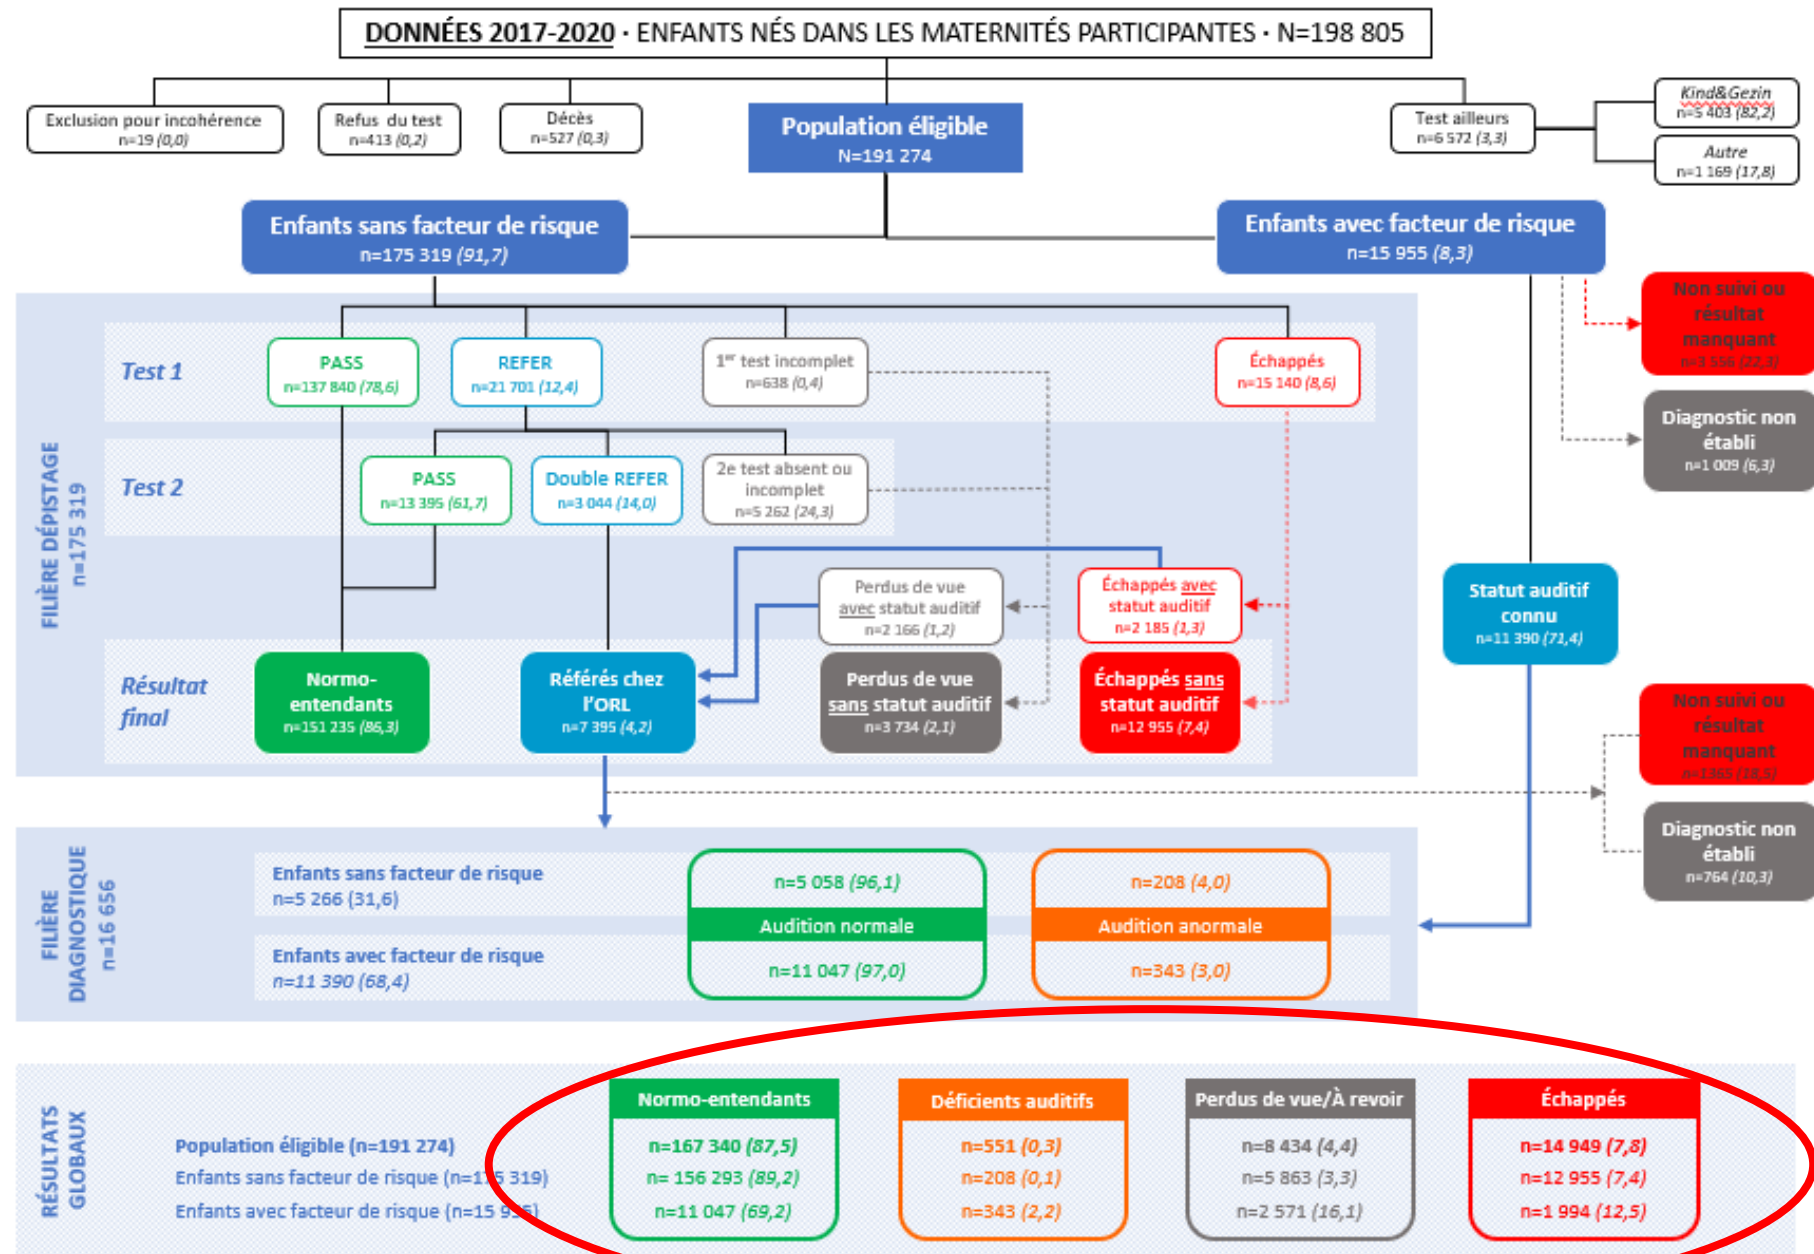 DONNÉES 2017-2020 · ENFANTS NÉS DANS LES MATERNITÉS PARTICIPANTES · N=198 805
Exclusion pour incohérence
n=19 (0,0)
Refus du test
n=413 (0,2)
Décès
n=527 (0,3)
Population éligible
N=191 274
Test ailleurs
n=6 572 (3,3)
Kind&Gezin
n=5 403 (82,2)
Autre
n=1 169 (17,8)
Enfants sans facteur de risque
n=175 319 (91,7)
Enfants avec facteur de risque
n=15 955 (8,3)
Non suivi ou
résultat
manquant
n=3 556 (22,3)
Diagnostic non
établi
n=1 009 (6,3)
FILIÈRE DÉPISTAGE
n=175 319
Test 1
PASS
n=137 840 (78,6)
REFER
n=21 701 (12,4)
1er test incomplet
n=638 (0,4)
Échappés
n=15 140 (8,6)
Test 2
PASS
n=13 395 (61,7)
Double REFER
n=3 044 (14,0)
2e test absent ou
incomplet
n=5 262 (24,3)
Perdus de vue
avec statut auditif
n=2 166 (1,2)
Échappés avec
statut auditif
n=2 185 (1,3)
Statut auditif
connu
n=11 390 (71,4)
Résultat
final
Normo-
entendants
n=151 235 (86,3)
Référés chez
l'ORL
n=7 395 (4,2)
Perdus de vue
sans statut auditif
n=3 734 (2,1)
Échappés sans
statut auditif
n=12 955 (7,4)
Non suivi ou
résultat
manquant
n=1365 (18,5)
Diagnostic non
établi
n=764 (10,3)
FILIÈRE
DIAGNOSTIQUE
n=16 656
Enfants sans facteur de risque
n=5 266 (31,6)
n=5 058 (96,1)
n=208 (4,0)
Audition normale
Audition anormale
Enfants avec facteur de risque
n=11 390 (68,4)
n=11 047 (97,0)
n=343 (3,0)
RÉSULTATS
GLOBAUX
Normo-entendants
Déficients auditifs
Perdus de vue/À revoir
Échappés
Population éligible (n=191 274)
n=167 340 (87,5)
n=551 (0,3)
n=8 434 (4,4)
n=14 949 (7,8)
Enfants sans facteur de risque (n=175 319)
n= 156 293 (89,2)
n=208 (0,1)
n=5 863 (3,3)
n=12 955 (7,4)
Enfants avec facteur de risque (n=15 955)
n=11 047 (69,2)
n=343 (2,2)
n=2 571 (16,1)
n=1 994 (12,5)